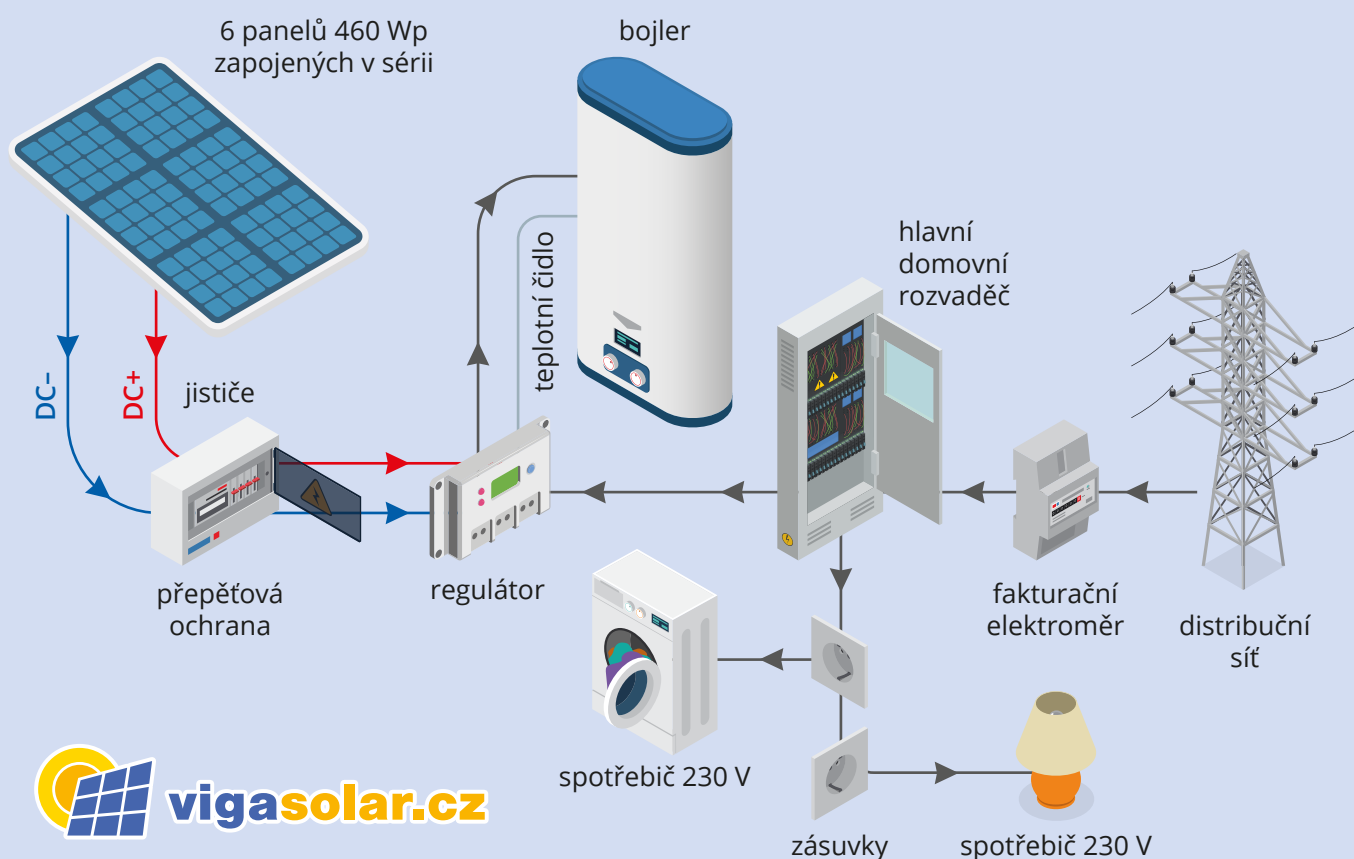 6 panelů 460 Wp
zapojených v sérii
bojler
hlavní
domovní
rozvaděč
teplotní čidlo
DC−
DC+
jističe
přepěťová
ochrana
regulátor
fakturační
elektroměr
distribuční
síť
spotřebič 230 V
zásuvky
spotřebič 230 V
vigasolar.cz